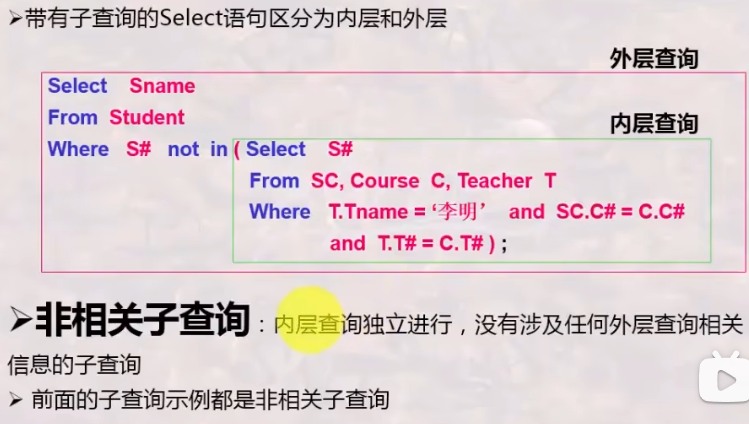 ➢带有子查询的Select语句区分为内层和外层
外层查询
Select Sname
From Student
内层查询
Where S# not in ( Select S#
From SC, Course C, Teacher T
Where T.Tname = ‘李明’ and SC.C# = C.C#
and T.T# = C.T# ) ;
➢非相关子查询：内层查询独立进行，没有涉及任何外层查询相关
信息的子查询
➢ 前面的子查询示例都是非相关子查询